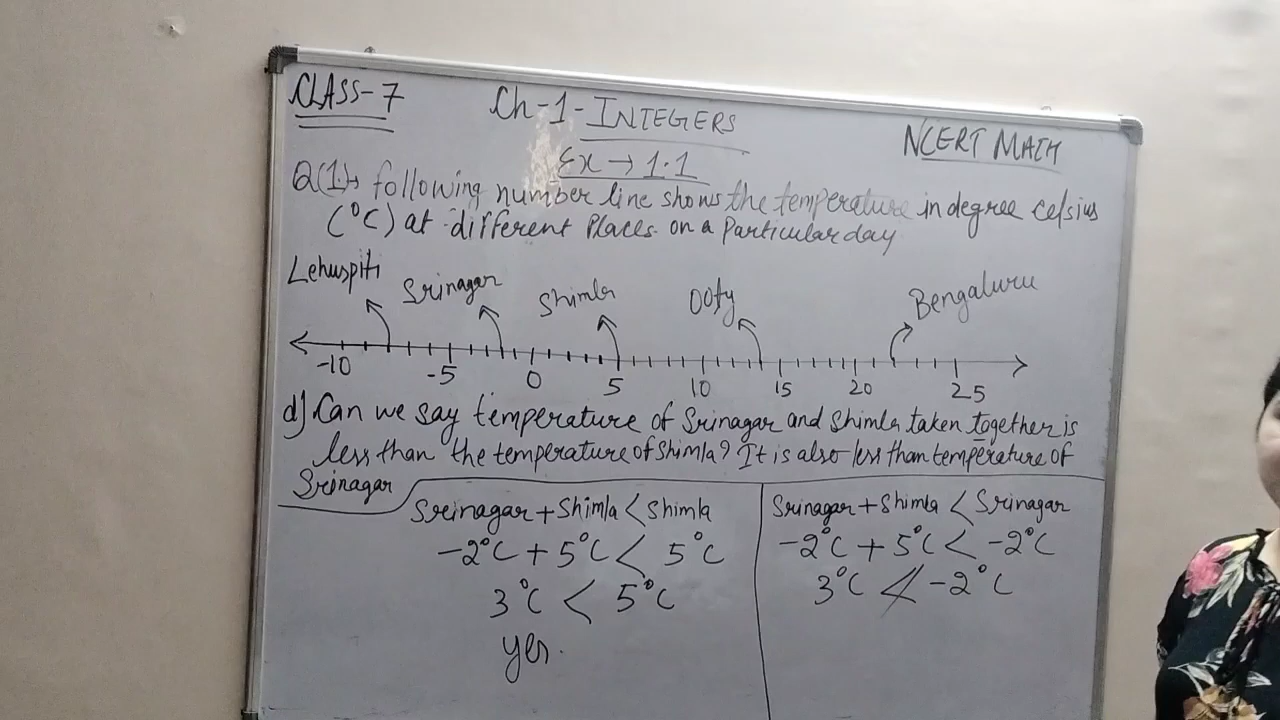 CLASS-7
Ch-1-INTEGERS
NCERT MATH
Ex → 1.1
Q(1)→ following number line shows the temperature in degree celsius
(°C) at different Places on a Particular day
Lehuspiti Srinagar Shimla Ooty Bengaluru
-10 -5 0 5 10 15 20 25
d) Can we say temperature of Srinagar and Shimla taken together is
less than the temperature of Shimla? It is also less than temperature of
Srinagar
Sreinagar + Shimla < Shimla
-2°C + 5°C < 5°C
3°C < 5°C
yes.
Srinagar + Shimla < Srinagar
-2°C + 5°C < -2°C
3°C ≮ -2°C